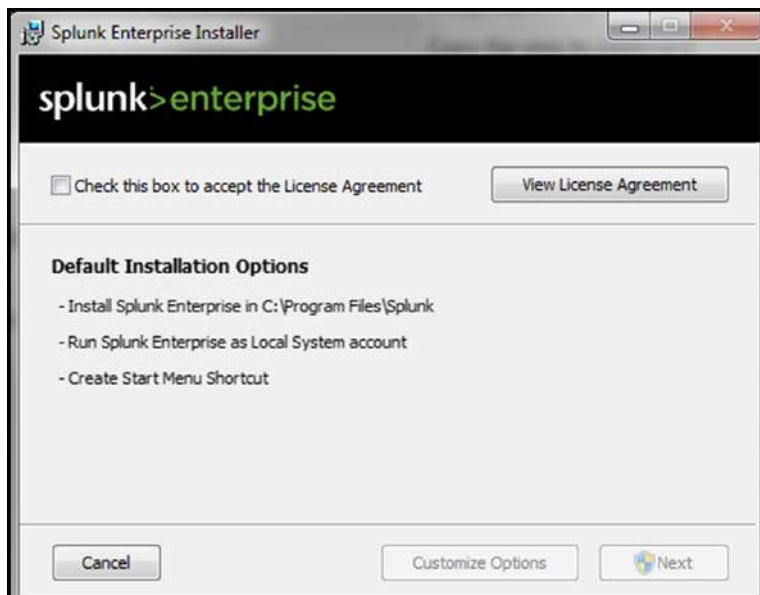 Splunk Enterprise Installer
splunk>enterprise
Check this box to accept the License Agreement
View License Agreement
Default Installation Options
- Install Splunk Enterprise in C:\Program Files\Splunk
- Run Splunk Enterprise as Local System account
- Create Start Menu Shortcut
Cancel
Customize Options
Next